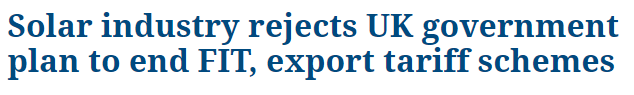 Solar industry rejects UK government
plan to end FIT, export tariff schemes